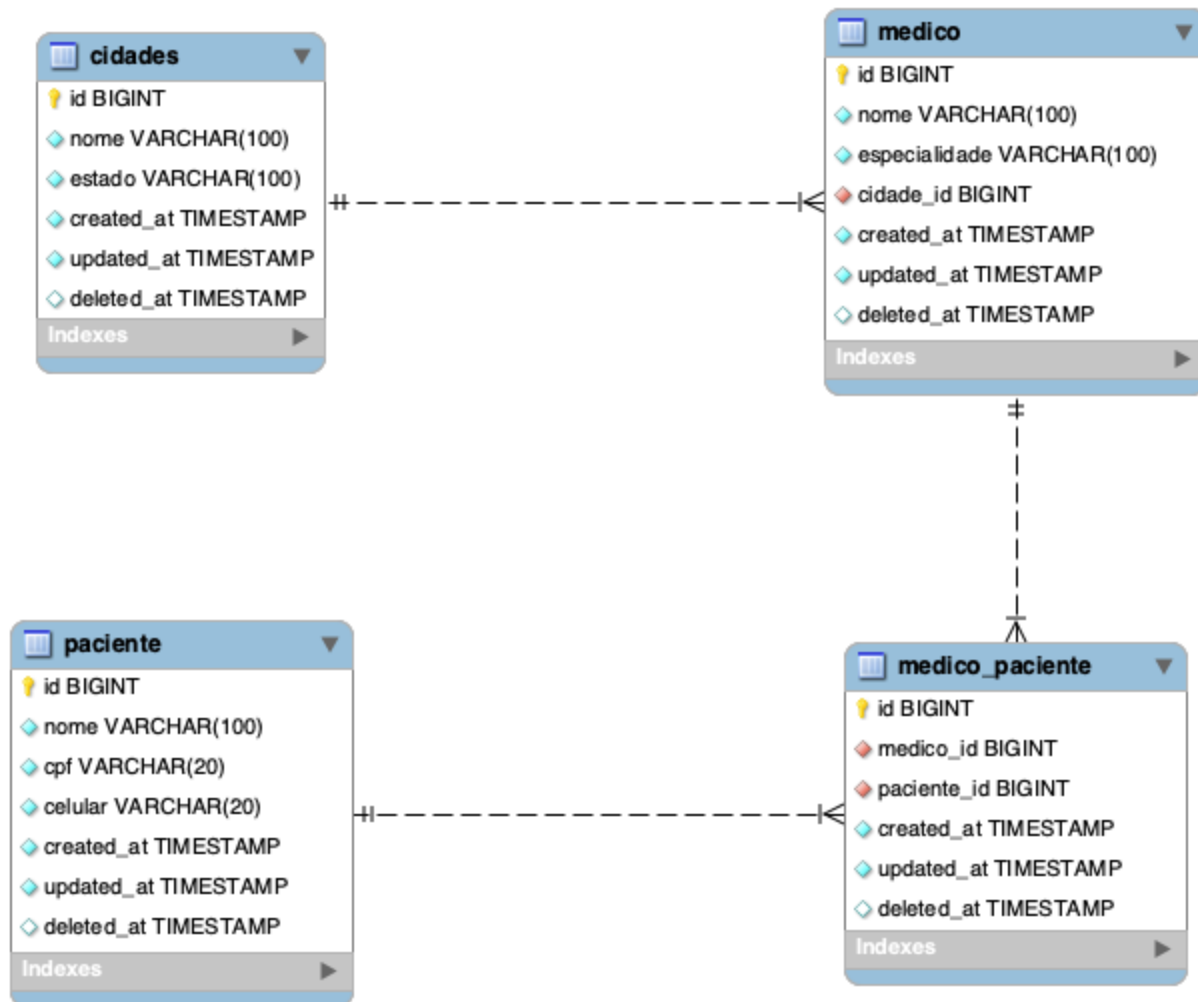 cidades
id BIGINT
nome VARCHAR(100)
estado VARCHAR(100)
created_at TIMESTAMP
updated_at TIMESTAMP
deleted_at TIMESTAMP
Indexes
medico
id BIGINT
nome VARCHAR(100)
especialidade VARCHAR(100)
cidade_id BIGINT
created_at TIMESTAMP
updated_at TIMESTAMP
deleted_at TIMESTAMP
Indexes
paciente
id BIGINT
nome VARCHAR(100)
cpf VARCHAR(20)
celular VARCHAR(20)
created_at TIMESTAMP
updated_at TIMESTAMP
deleted_at TIMESTAMP
Indexes
medico_paciente
id BIGINT
medico_id BIGINT
paciente_id BIGINT
created_at TIMESTAMP
updated_at TIMESTAMP
deleted_at TIMESTAMP
Indexes